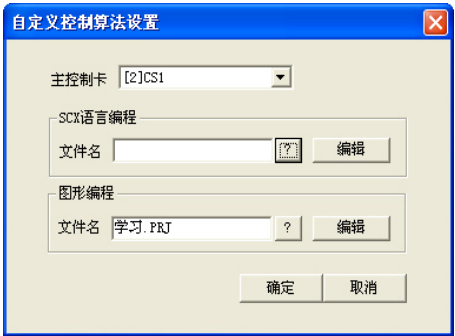 自定义控制算法设置
主控制卡 [2]CS1
SCX语言编程
文件名 ? 编辑
图形编程
文件名 学习.PRJ ? 编辑
确定 取消